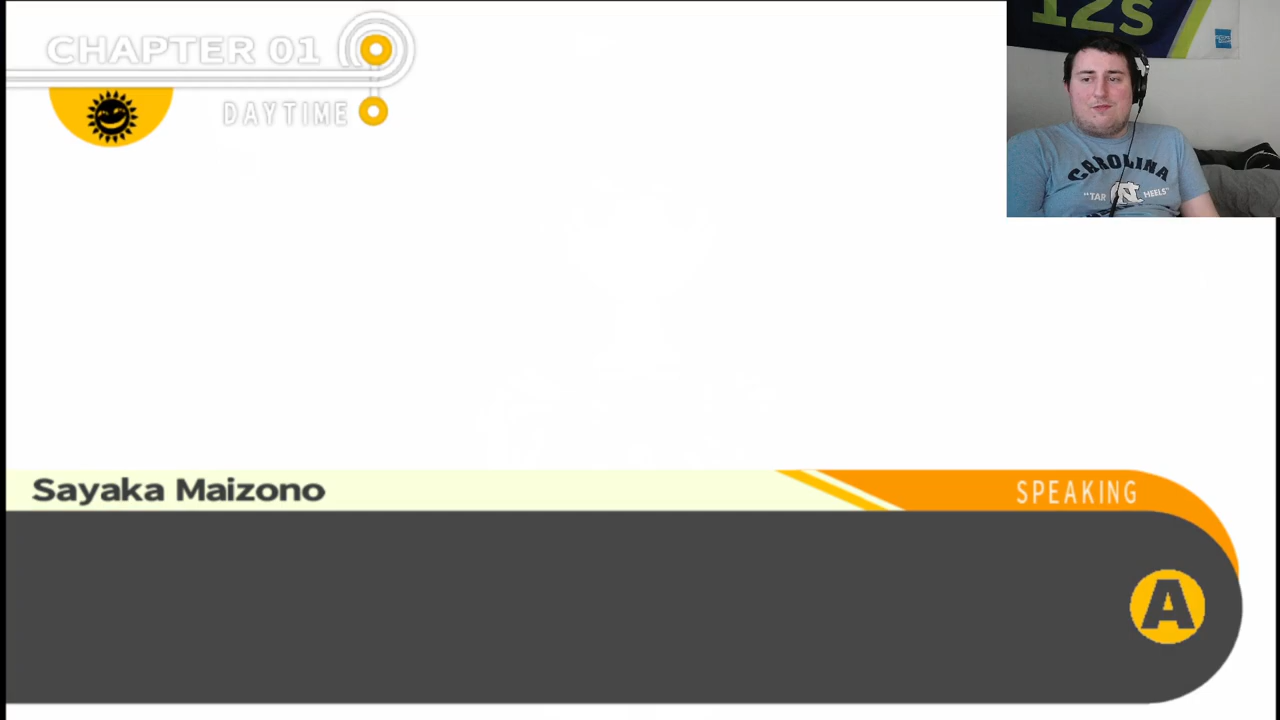 CHAPTER 01
DAYTIME
12s
CAROLINA
"TAR HEELS"
Sayaka Maizono
SPEAKING
A